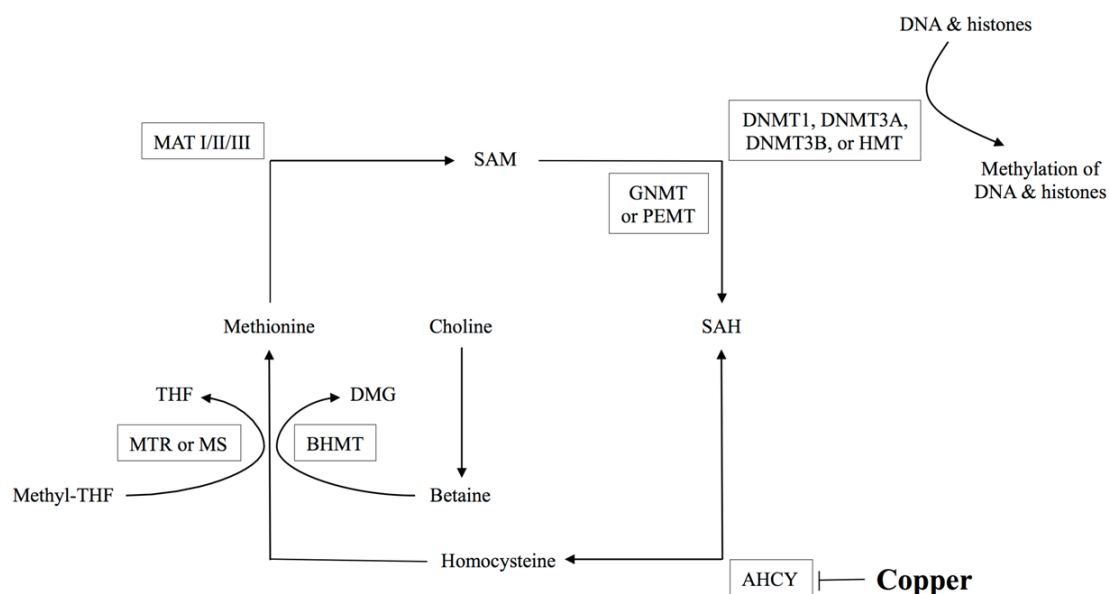 DNA & histones
DNMT1, DNMT3A,
DNMT3B, or HMT
MAT I/II/III
SAM
Methylation of
DNA & histones
GNMT
or PEMT
Methionine
Choline
SAH
THF
DMG
MTR or MS
BHMT
Methyl-THF
Betaine
Homocysteine
AHCY
Copper